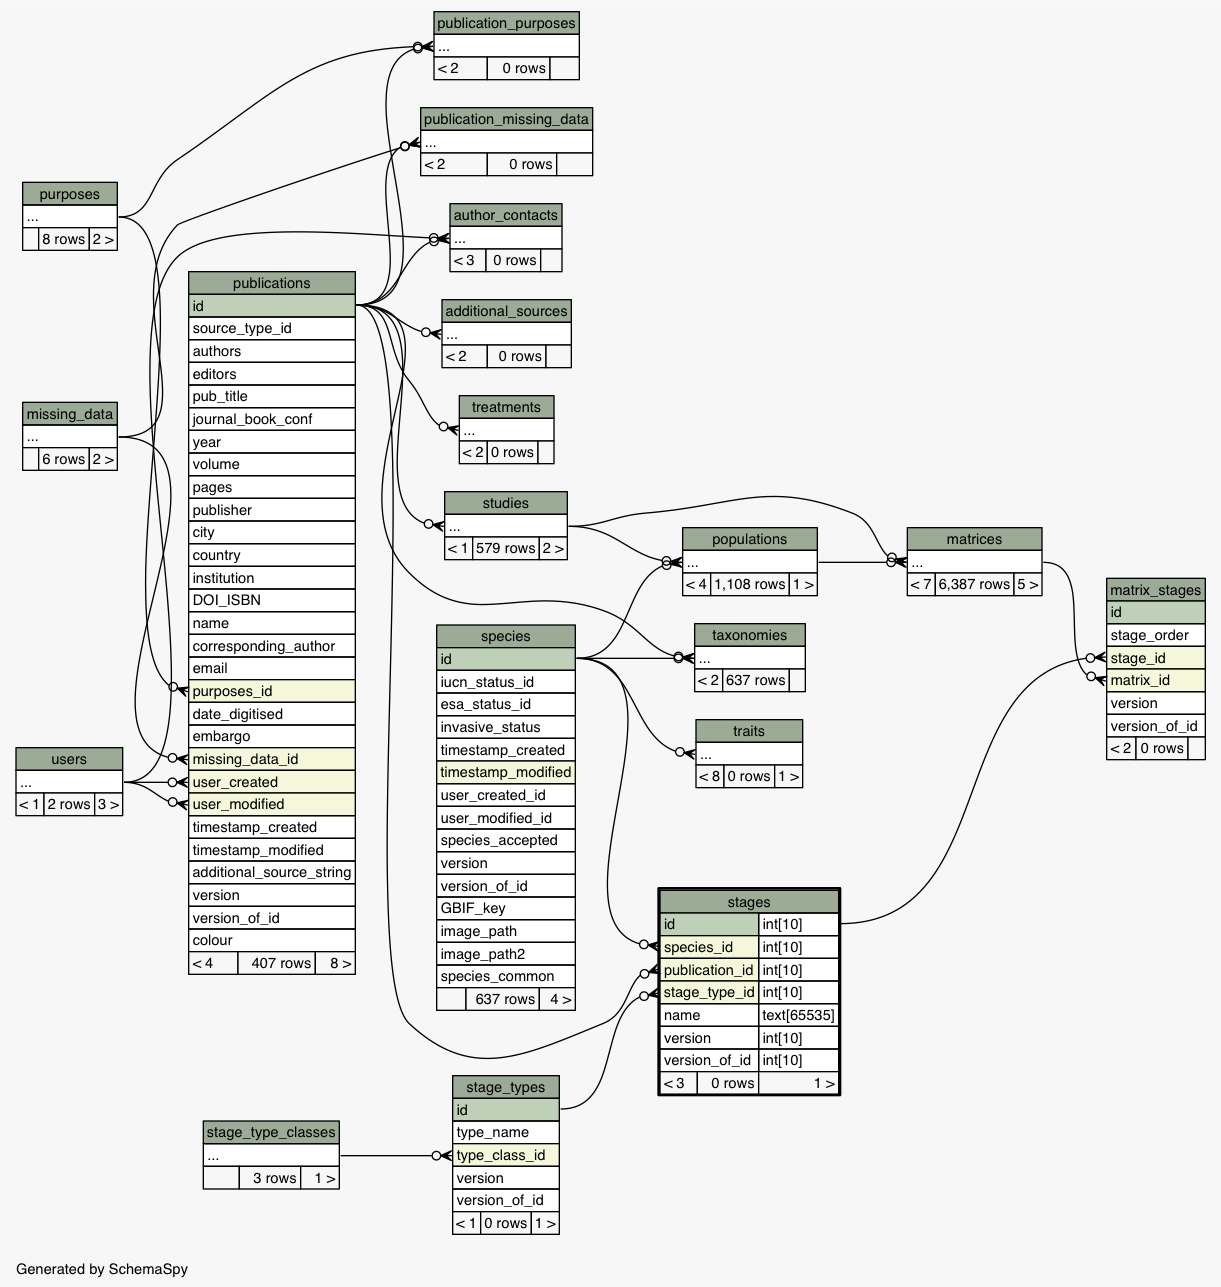 publication_purposes
...
< 2 0 rows
publication_missing_data
...
< 2 0 rows
purposes
...
8 rows 2 >
author_contacts
...
< 3 0 rows
publications
id
source_type_id
authors
editors
pub_title
journal_book_conf
year
volume
pages
publisher
city
country
institution
DOI_ISBN
name
corresponding_author
email
purposes_id
date_digitised
embargo
missing_data_id
user_created
user_modified
timestamp_created
timestamp_modified
additional_source_string
version
version_of_id
colour
< 4 407 rows 8 >
additional_sources
...
< 2 0 rows
treatments
...
< 2 0 rows
missing_data
...
6 rows 2 >
studies
...
< 1 579 rows 2 >
populations
...
< 4 1,108 rows 1 >
matrices
...
< 7 6,387 rows 5 >
matrix_stages
id
stage_order
stage_id
matrix_id
version
version_of_id
< 2 0 rows
species
id
iucn_status_id
esa_status_id
invasive_status
timestamp_created
timestamp_modified
user_created_id
user_modified_id
species_accepted
version
version_of_id
GBIF_key
image_path
image_path2
species_common
637 rows 4 >
taxonomies
...
< 2 637 rows
traits
...
< 8 0 rows 1 >
users
...
< 1 2 rows 3 >
stages
id int[10]
species_id int[10]
publication_id int[10]
stage_type_id int[10]
name text[65535]
version int[10]
version_of_id int[10]
< 3 0 rows 1 >
stage_types
id
type_name
type_class_id
version
version_of_id
< 1 0 rows 1 >
stage_type_classes
...
3 rows 1 >
Generated by SchemaSpy